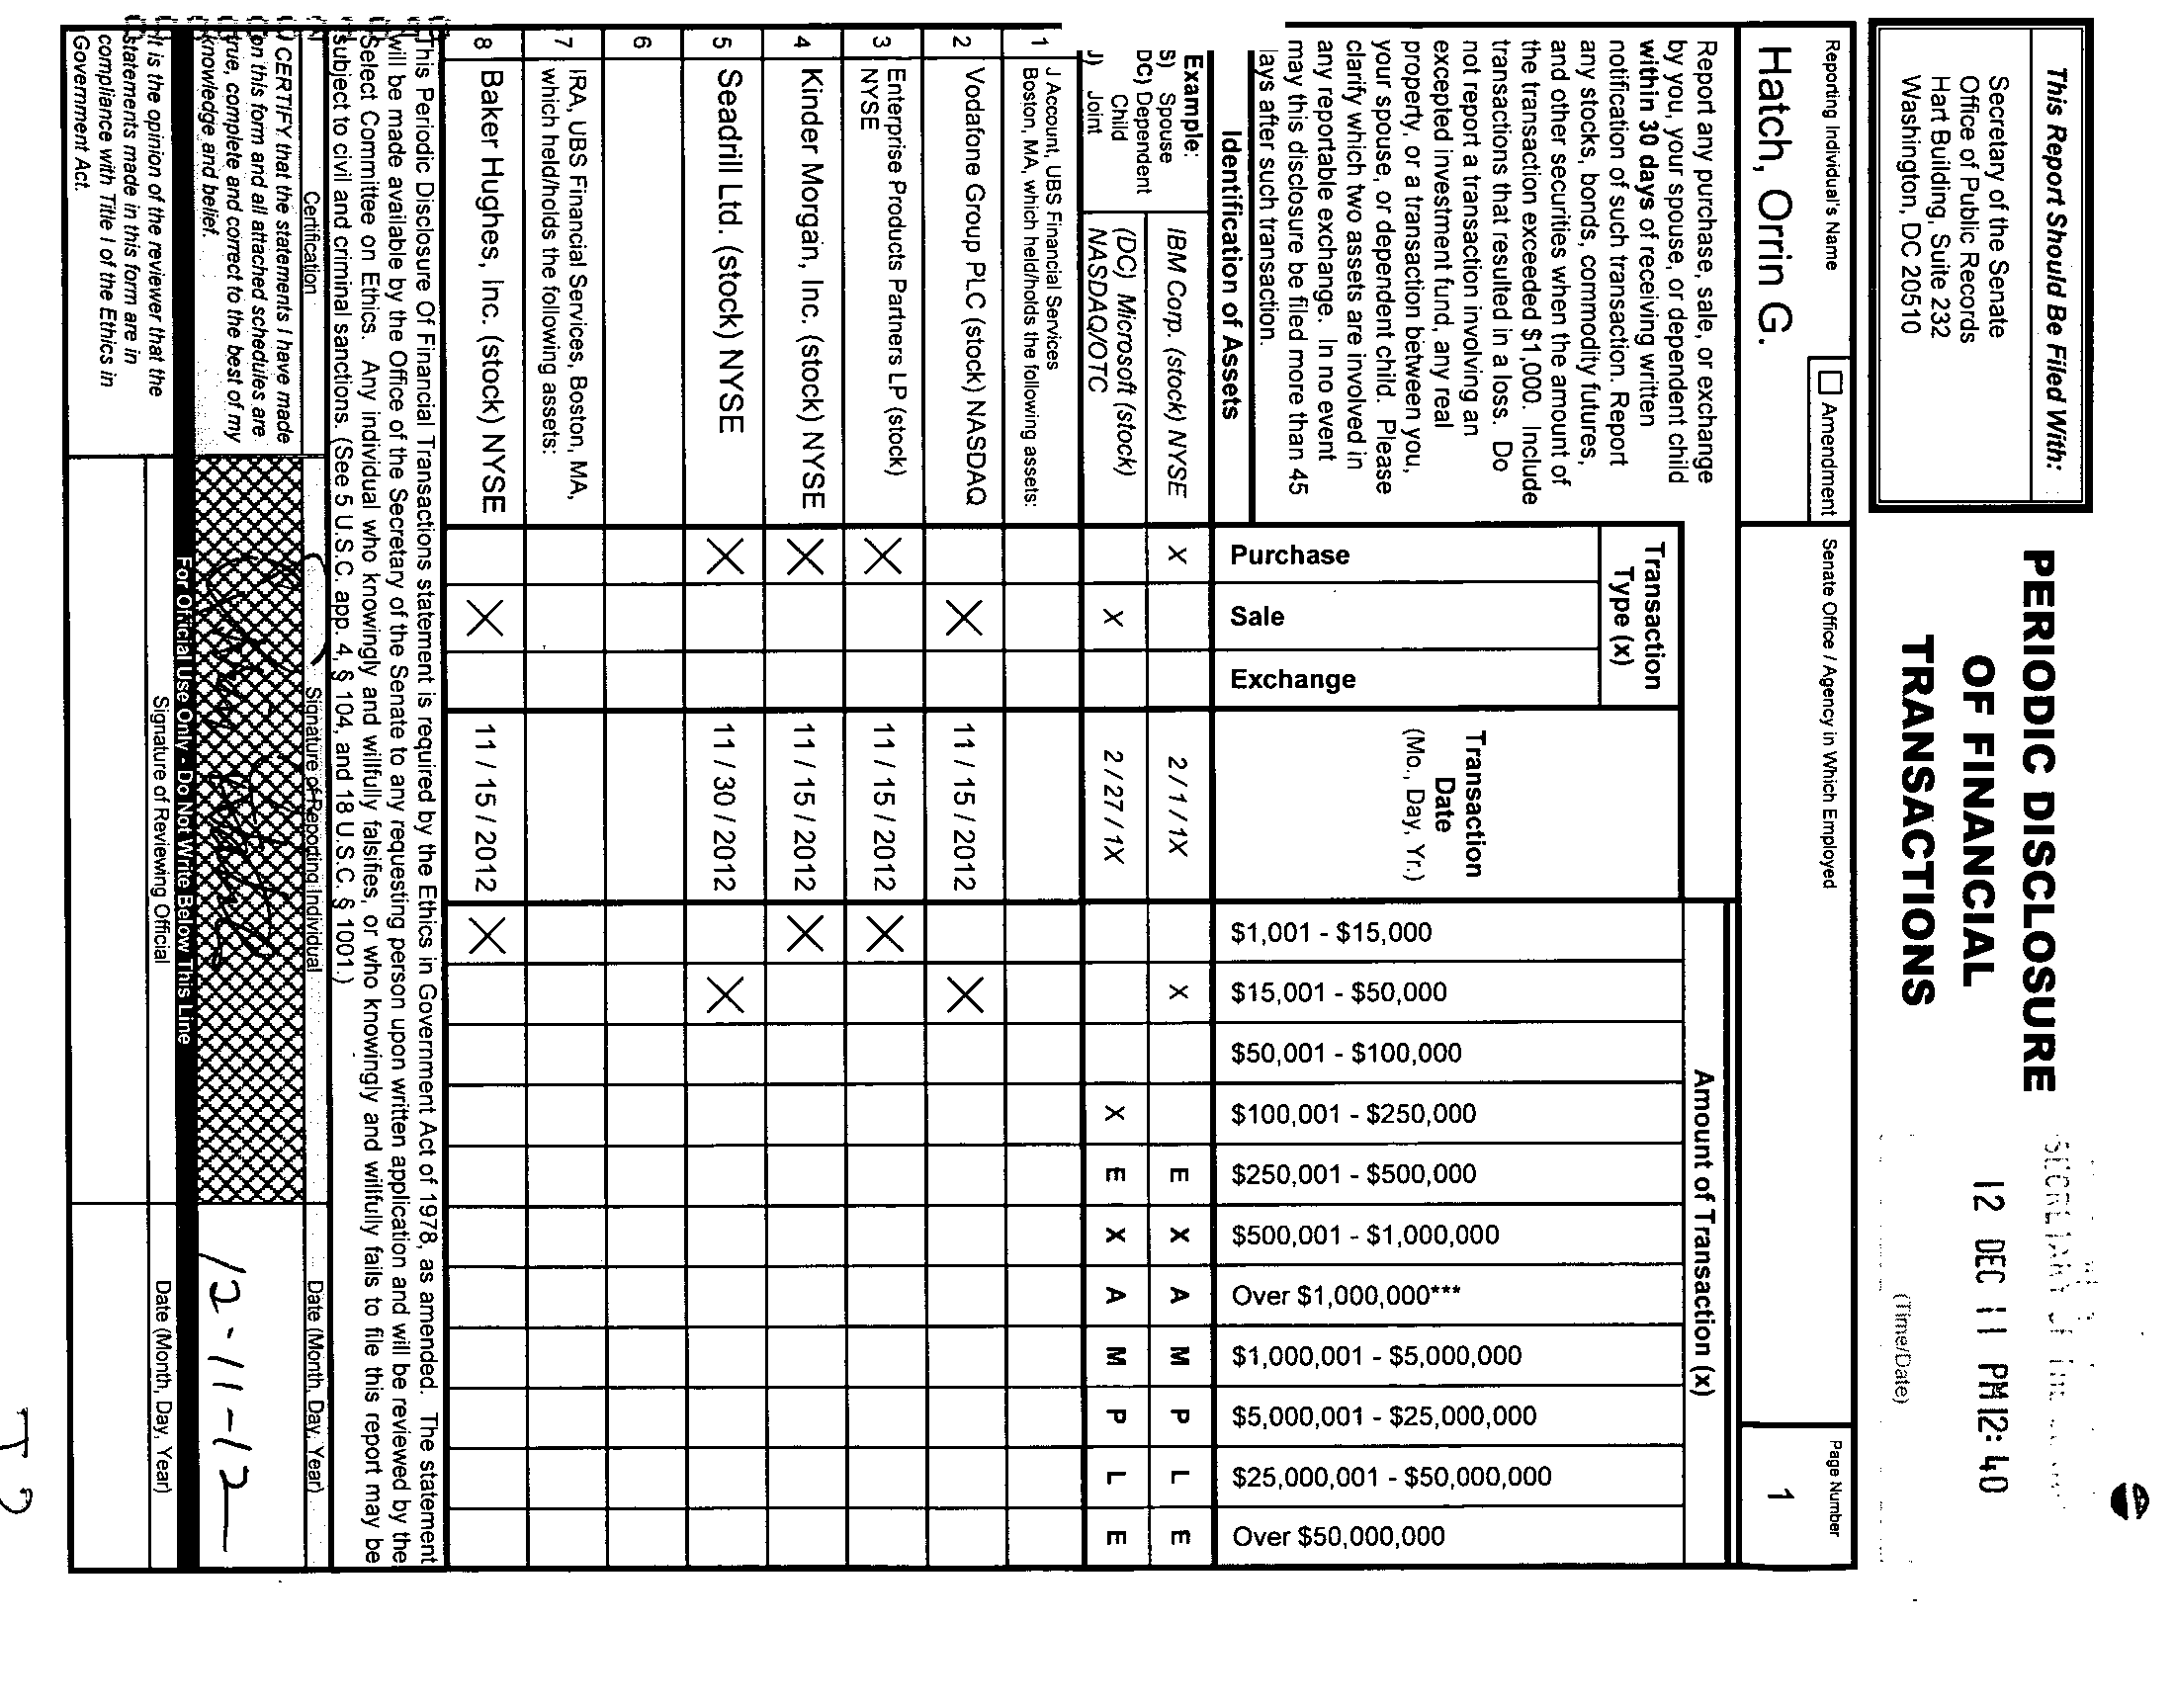 This Report Should Be Filed With:
Secretary of the Senate
Office of Public Records
Hart Building, Suite 232
Washington, DC 20510
PERIODIC DISCLOSURE
OF FINANCIAL
TRANSACTIONS
12 DEC 11 PM 12:40
(Time/Date)
Reporting Individual's Name
Amendment
Senate Office / Agency in Which Employed
Page Number
Hatch, Orrin G.
1
Report any purchase, sale, or exchange
by you, your spouse, or dependent child
within 30 days of receiving written
notification of such transaction. Report
any stocks, bonds, commodity futures,
and other securities when the amount of
the transaction exceeded $1,000. Include
transactions that resulted in a loss. Do
not report a transaction involving an
excepted investment fund, any real
property, or a transaction between you,
your spouse, or dependent child. Please
clarify which two assets are involved in
any reportable exchange. In no event
may this disclosure be filed more than 45
lays after such transaction.
Identification of Assets
Transaction
Type (x)
Purchase
Sale
Exchange
Transaction
Date
(Mo., Day, Yr.)
Amount of Transaction (x)
$1,001 - $15,000
$15,001 - $50,000
$50,001 - $100,000
$100,001 - $250,000
$250,001 - $500,000
$500,001 - $1,000,000
Over $1,000,000***
$1,000,001 - $5,000,000
$5,000,001 - $25,000,000
$25,000,001 - $50,000,000
Over $50,000,000
Example:
S) Spouse
DC) Dependent
Child
J) Joint
IBM Corp. (stock) NYSE X 2 / 1 / 1X X E X A M P L E
(DC) Microsoft (stock)
NASDAQ/OTC X 2 / 27 / 1X X E X A M P L E
1 J Account, UBS Financial Services
Boston, MA, which held/holds the following assets:
2 Vodafone Group PLC (stock) NASDAQ X 11 / 15 / 2012 X
3 Enterprise Products Partners LP (stock)
NYSE X 11 / 15 / 2012 X
4 Kinder Morgan, Inc. (stock) NYSE X 11 / 15 / 2012 X
5 Seadrill Ltd. (stock) NYSE X 11 / 30 / 2012 X
6
7 IRA, UBS Financial Services, Boston, MA,
which held/holds the following assets:
8 Baker Hughes, Inc. (stock) NYSE X 11 / 15 / 2012 X
This Periodic Disclosure Of Financial Transactions statement is required by the Ethics in Government Act of 1978, as amended. The statement
will be made available by the Office of the Secretary of the Senate to any requesting person upon written application and will be reviewed by the
Select Committee on Ethics. Any individual who knowingly and willfully falsifies, or who knowingly and willfully fails to file this report may be
subject to civil and criminal sanctions. (See 5 U.S.C. app. 4, § 104, and 18 U.S.C. § 1001.)
Certification
Signature of Reporting Individual
Date (Month, Day, Year)
I CERTIFY that the statements I have made
on this form and all attached schedules are
true, complete and correct to the best of my
knowledge and belief.
12-11-12
For Official Use Only - Do Not Write Below This Line
It is the opinion of the reviewer that the
statements made in this form are in
compliance with Title I of the Ethics in
Government Act.
Signature of Reviewing Official
Date (Month, Day, Year)